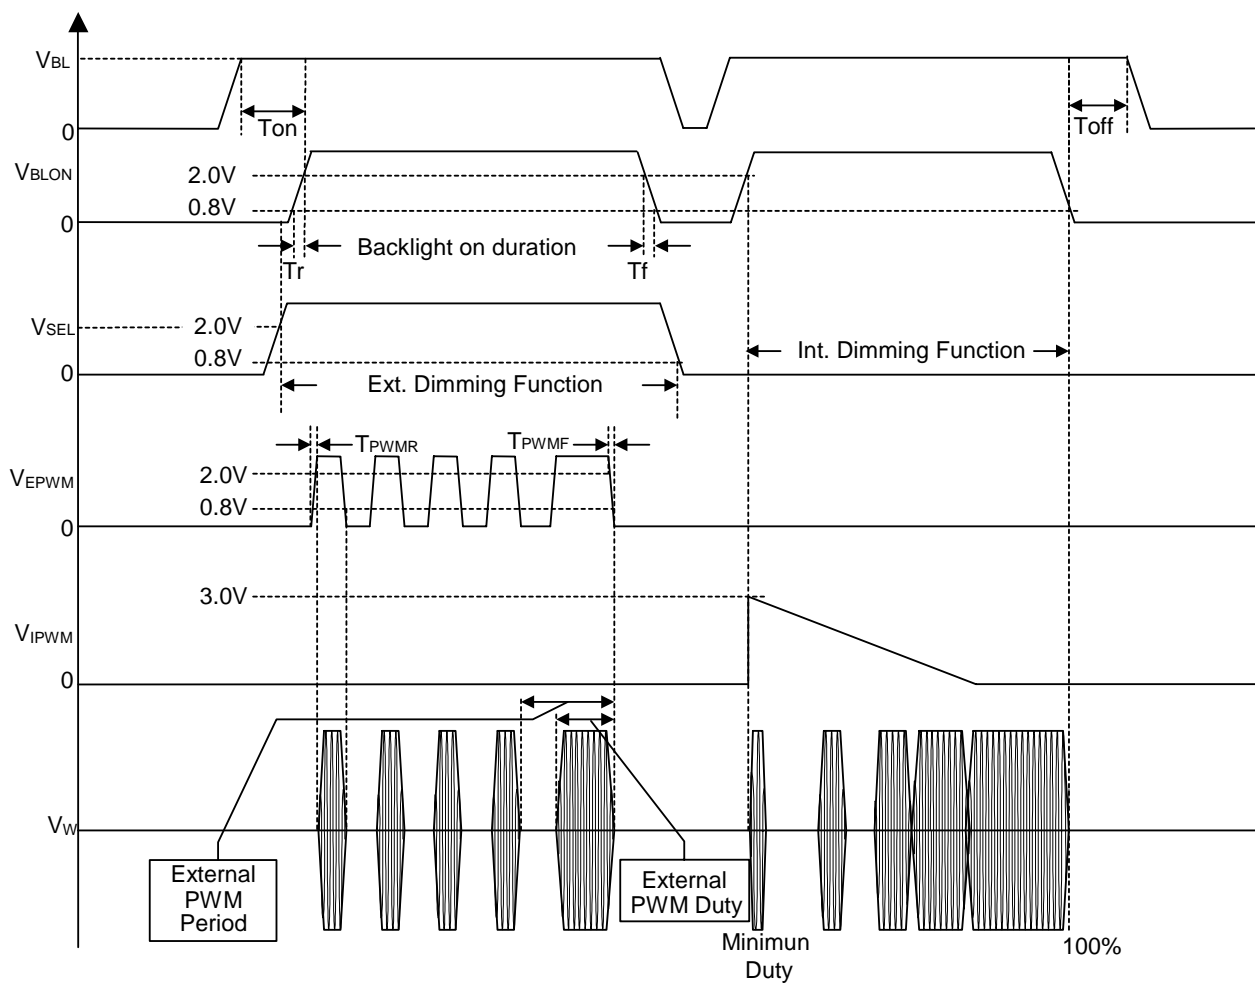 VBL
0
Ton
Toff
VBLON
2.0V
0.8V
0
Backlight on duration
Tr
Tf
VSEL
2.0V
0.8V
0
Int. Dimming Function
Ext. Dimming Function
TPWMR
TPWMF
VEPWM
2.0V
0.8V
0
3.0V
VIPWM
0
VW
External
PWM
Period
External
PWM Duty
Minimun
Duty
100%